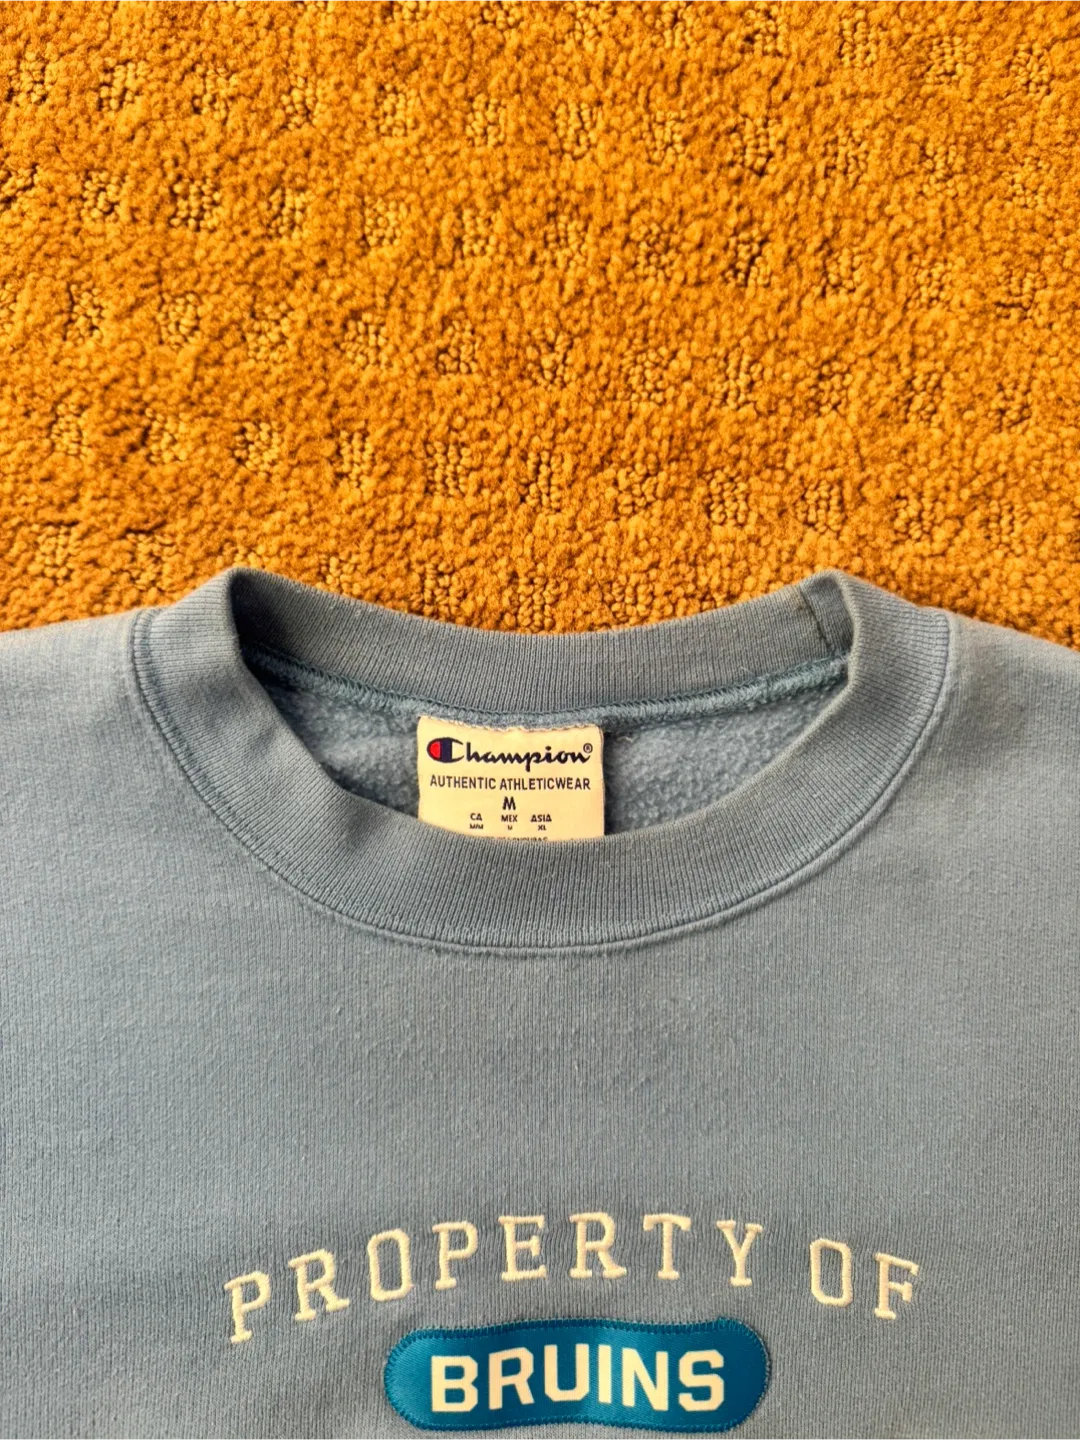 Champion®
AUTHENTIC ATHLETICWEAR
M
CA MEX ASIA
M/M M XL
PROPERTY OF
BRUINS